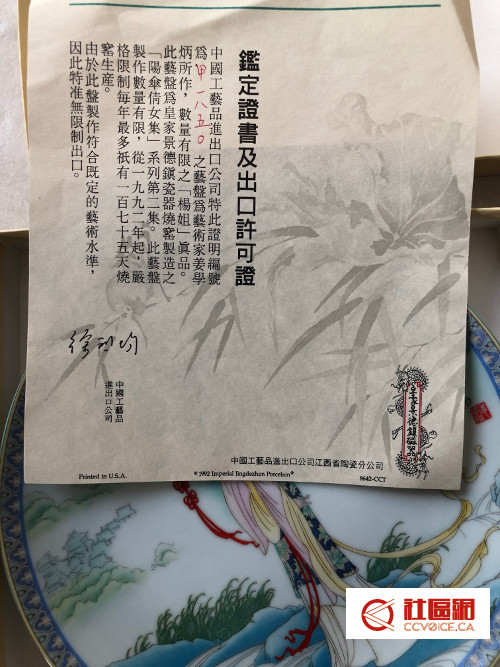 鑑定證書及出口許可證
中國工藝品進出口公司特此證明編號
爲甲一八五〇之藝盤爲藝術家姜學
炳所作，數量有限之「楊姐」眞品。
此藝盤爲皇家景德鎭瓷器燒窰製造之
「陽傘倩女集」系列第二集。此藝盤
製作數量有限，從一九九二年起，嚴
格限制每年最多祇有一百七十五天燒
窰生産。
由於此盤製作符合既定的藝術水準，
因此特准無限制出口。
中國工藝品
進出口公司
中國工藝品進出口公司江西省陶瓷分公司
Printed in U.S.A.
©1992 Imperial Jingdezhen Porcelain®
8642-CCT
社區網
CCVOICE.CA